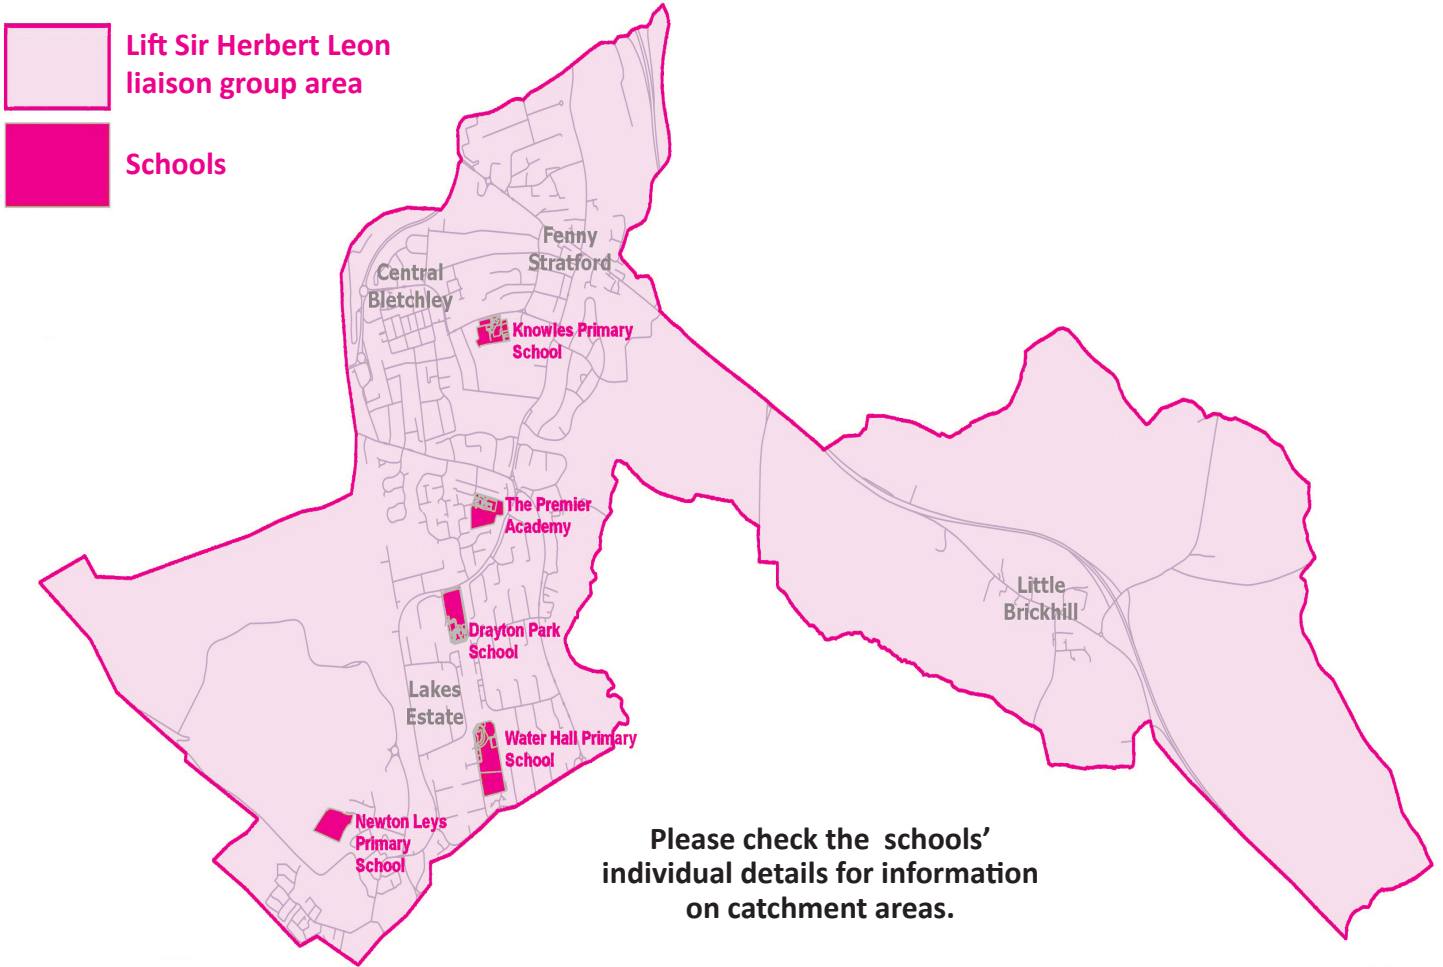 Lift Sir Herbert Leon
liaison group area
Schools
Fenny
Stratford
Central
Bletchley
Knowles Primary
School
The Premier
Academy
Little
Brickhill
Drayton Park
School
Lakes
Estate
Water Hall Primary
School
Newton Leys
Primary
School
Please check the  schools’
individual details for information
on catchment areas.